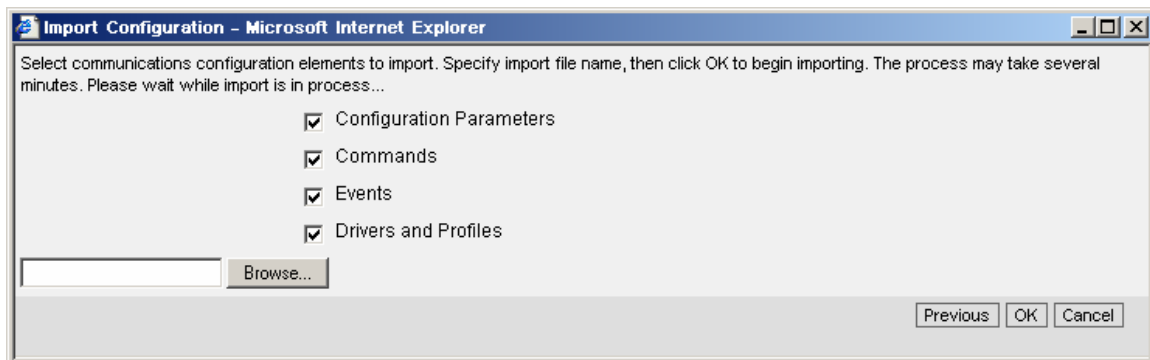 Import Configuration - Microsoft Internet Explorer
Select communications configuration elements to import. Specify import file name, then click OK to begin importing. The process may take several
minutes. Please wait while import is in process...
Configuration Parameters
Commands
Events
Drivers and Profiles
Browse...
Previous OK Cancel